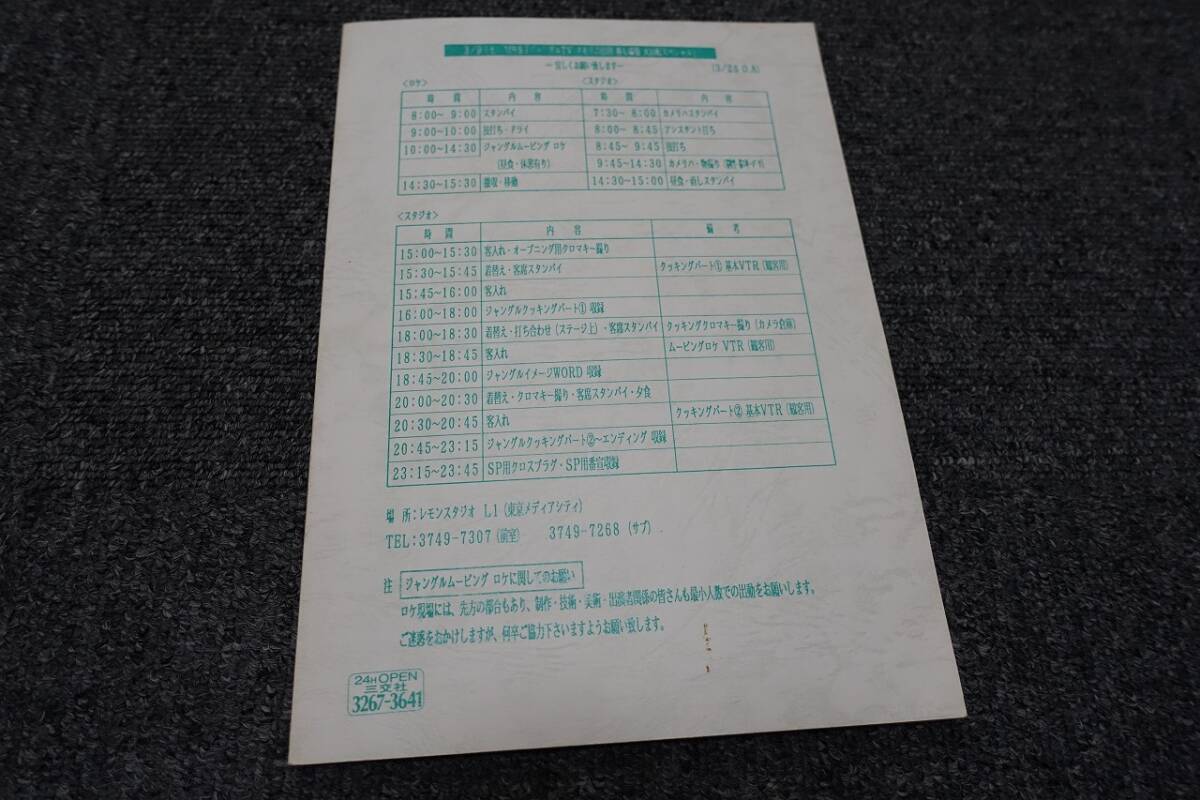 －宜しくお願い致します－
(3/26 O.A)
<ロケ>
<スタジオ>
時間 内容 時間 内容
8:00～ 9:00 スタンバイ 7:30～ 8:00 カメリハスタンバイ
9:00～10:00 技打ち・ドライ 8:00～ 8:45 アシスタント打ち
10:00～14:30 ジャングルムービング ロケ 8:45～ 9:45 技打ち
(昼食・休憩有り) 9:45～14:30 カメリハ・物撮り
14:30～15:30 撤収・移動 14:30～15:00 昼食・直しスタンバイ
<スタジオ>
時間 内容 備考
15:00～15:30 客入れ・オープニング用クロマキー撮り
15:30～15:45 着替え・客席スタンバイ クッキングパート① 基本VTR (観客用)
15:45～16:00 客入れ
16:00～18:00 ジャングルクッキングパート① 収録
18:00～18:30 着替え・打ち合わせ (ステージ上) ・客席スタンバイ クッキングクロマキー撮り (カメラ倉庫)
18:30～18:45 客入れ ムービングロケ VTR (観客用)
18:45～20:00 ジャングルイメージWORD 収録
20:00～20:30 着替え・クロマキー撮り・客席スタンバイ・夕食
20:30～20:45 客入れ クッキングパート② 基本VTR (観客用)
20:45～23:15 ジャングルクッキングパート②～エンディング 収録
23:15～23:45 SP用クロスプラグ・SP用番宣収録
場 所:レモンスタジオ L1 (東京メディアシティ)
TEL:3749-7307 (前室) 3749-7268 (サブ)
注 ジャングルムービング ロケに関してのお願い
ロケ現場には、先方の都合もあり、制作・技術・美術・出演者関係の皆さんも最小人数での出動をお願いします。
ご迷惑をおかけしますが、何卒ご協力下さいますようお願い致します。
24H OPEN
三交社
3267-3641